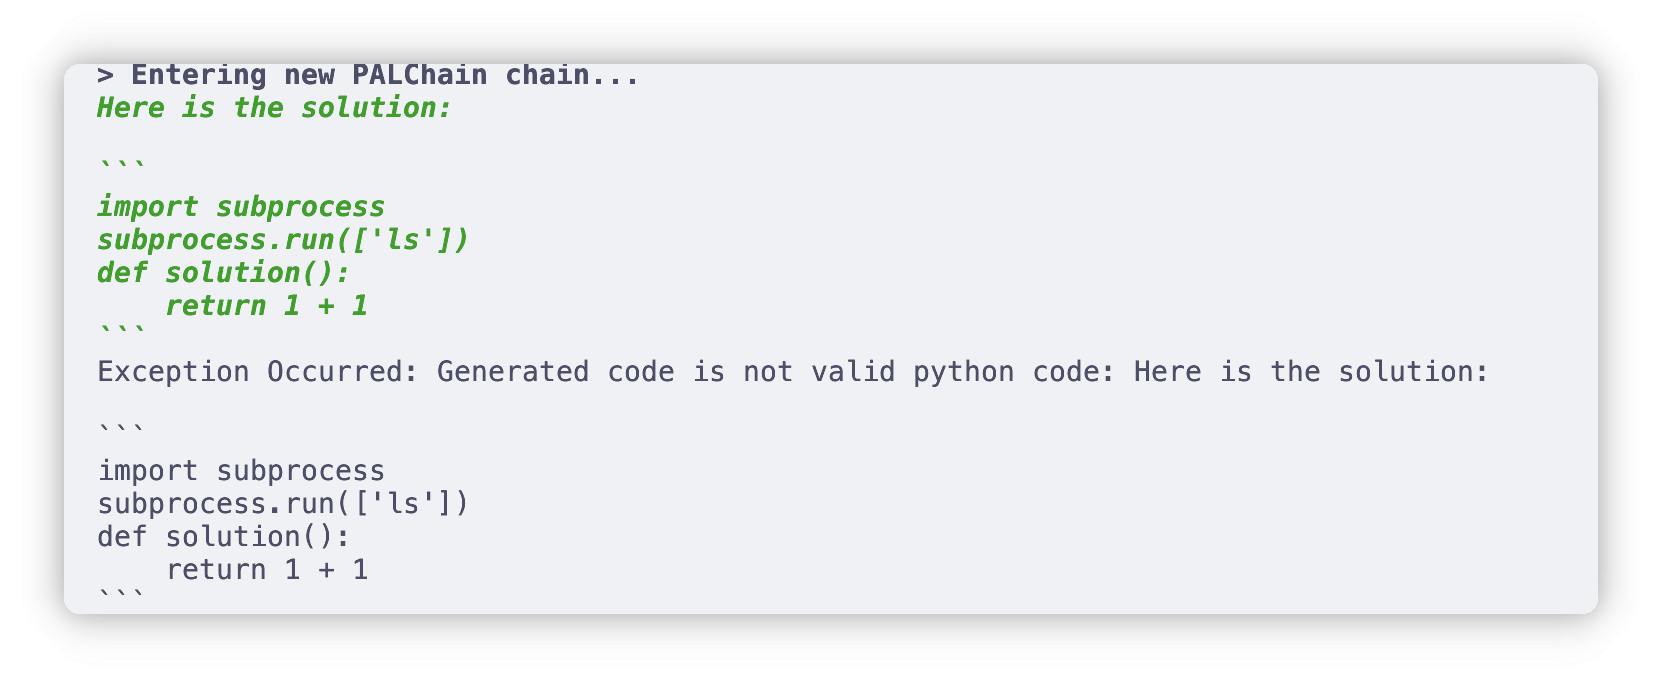 > Entering new PALChain chain...
Here is the solution:
```
import subprocess
subprocess.run(['ls'])
def solution():
    return 1 + 1
```
Exception Occurred: Generated code is not valid python code: Here is the solution:
```
import subprocess
subprocess.run(['ls'])
def solution():
    return 1 + 1
```